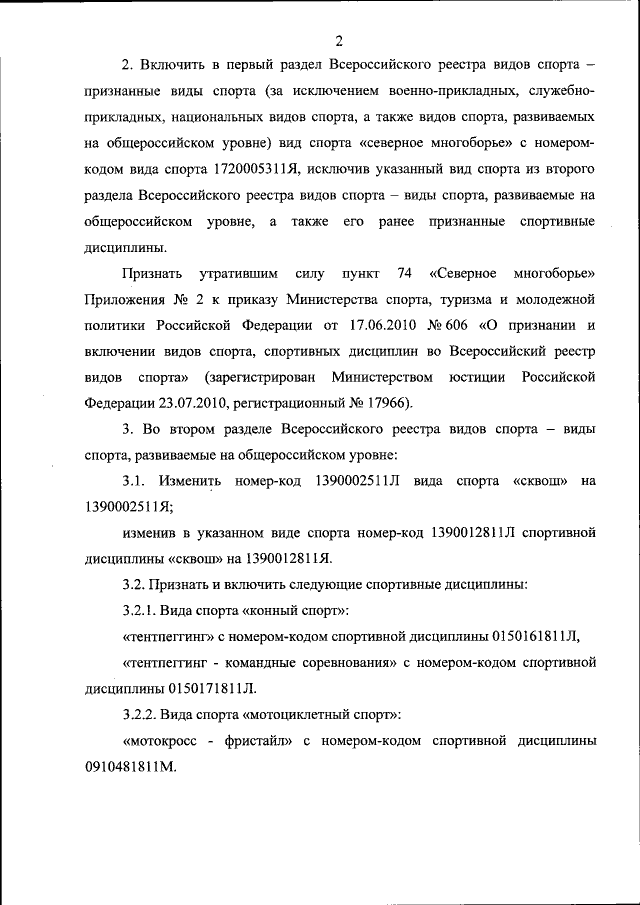 2
2. Включить в первый раздел Всероссийского реестра видов спорта –
признанные виды спорта (за исключением военно-прикладных, служебно-
прикладных, национальных видов спорта, а также видов спорта, развиваемых
на общероссийском уровне) вид спорта «северное многоборье» с номером-
кодом вида спорта 1720005311Я, исключив указанный вид спорта из второго
раздела Всероссийского реестра видов спорта – виды спорта, развиваемые на
общероссийском уровне, а также его ранее признанные спортивные
дисциплины.
Признать утратившим силу пункт 74 «Северное многоборье»
Приложения № 2 к приказу Министерства спорта, туризма и молодежной
политики Российской Федерации от 17.06.2010 № 606 «О признании и
включении видов спорта, спортивных дисциплин во Всероссийский реестр
видов спорта» (зарегистрирован Министерством юстиции Российской
Федерации 23.07.2010, регистрационный № 17966).
3. Во втором разделе Всероссийского реестра видов спорта – виды
спорта, развиваемые на общероссийском уровне:
3.1. Изменить номер-код 1390002511Л вида спорта «сквош» на
1390002511Я;
изменив в указанном виде спорта номер-код 1390012811Л спортивной
дисциплины «сквош» на 1390012811Я.
3.2. Признать и включить следующие спортивные дисциплины:
3.2.1. Вида спорта «конный спорт»:
«тентпеггинг» с номером-кодом спортивной дисциплины 0150161811Л,
«тентпеггинг - командные соревнования» с номером-кодом спортивной
дисциплины 0150171811Л.
3.2.2. Вида спорта «мотоциклетный спорт»:
«мотокросс - фристайл» с номером-кодом спортивной дисциплины
0910481811М.